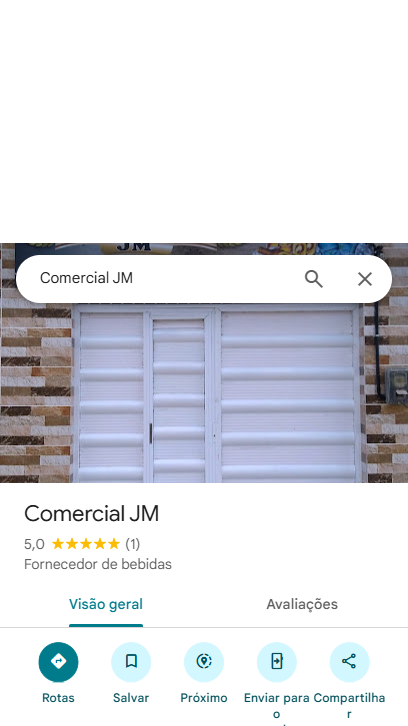 JM
Comercial JM
Comercial JM
5,0 (1)
Fornecedor de bebidas
Visão geral
Avaliações
Rotas
Salvar
Próximo
Enviar para o
Compartilhar